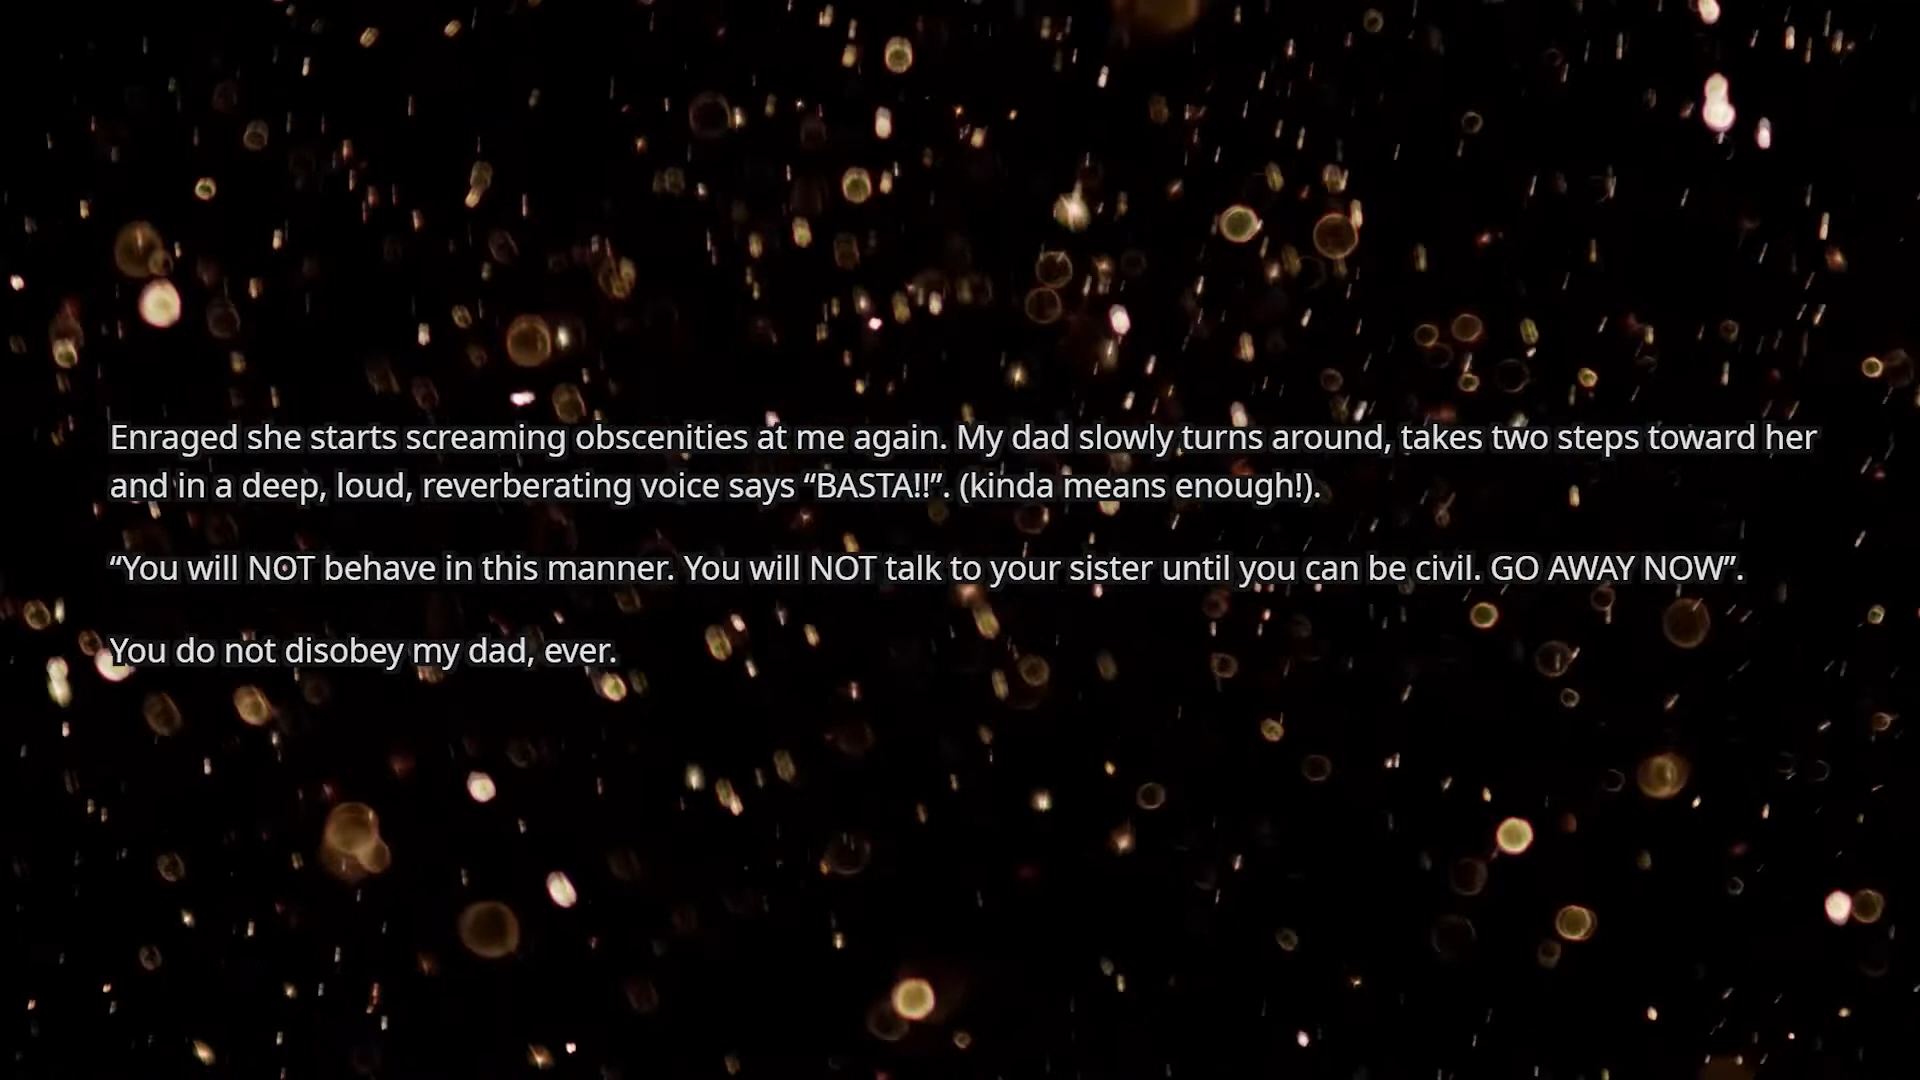 Enraged she starts screaming obscenities at me again. My dad slowly turns around, takes two steps toward her
and in a deep, loud, reverberating voice says “BASTA!!”. (kinda means enough!).
“You will NOT behave in this manner. You will NOT talk to your sister until you can be civil. GO AWAY NOW”.
You do not disobey my dad, ever.